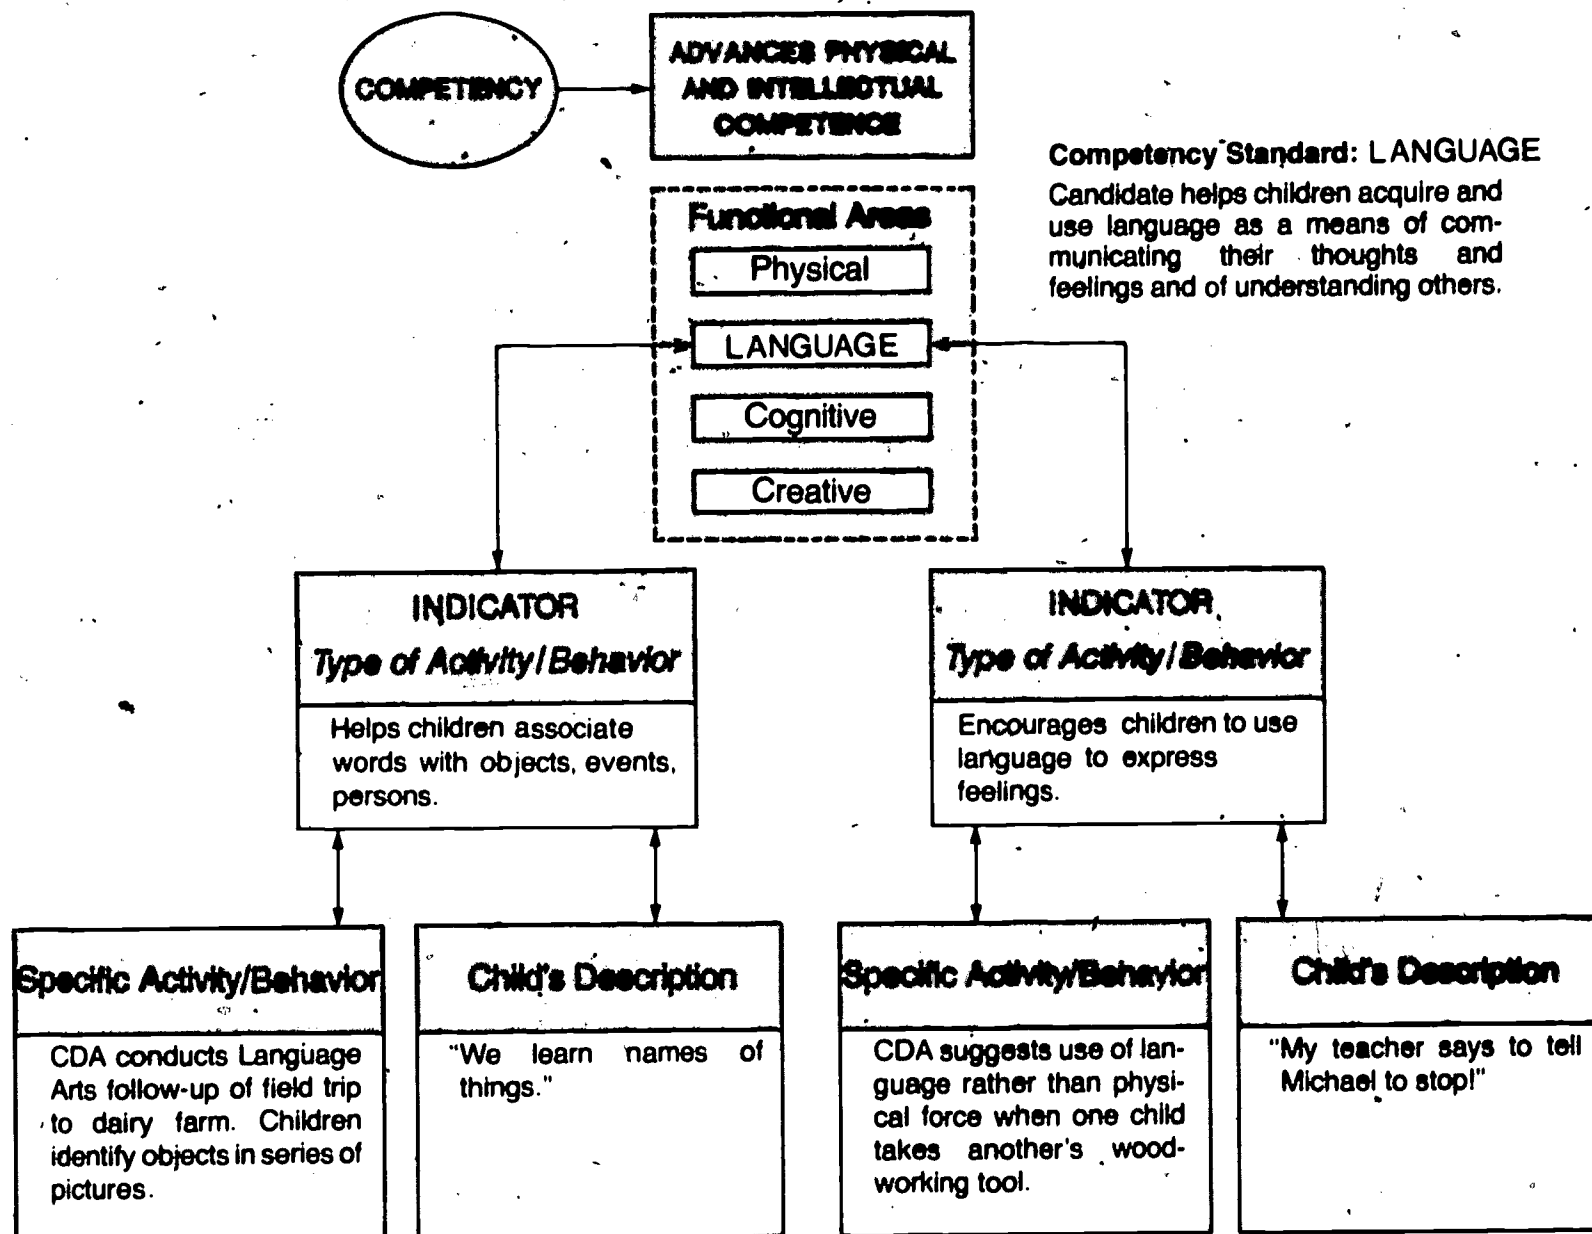 COMPETENCY
ADVANCES PHYSICAL
AND INTELLECTUAL
COMPETENCE
Competency Standard: LANGUAGE
Candidate helps children acquire and
use language as a means of com-
municating their thoughts and
feelings and of understanding others.
Functional Areas
Physical
LANGUAGE
Cognitive
Creative
INDICATOR
Type of Activity/Behavior
Helps children associate
words with objects, events,
persons.
INDICATOR
Type of Activity/Behavior
Encourages children to use
language to express
feelings.
Specific Activity/Behavior
CDA conducts Language
Arts follow-up of field trip
to dairy farm. Children
identify objects in series of
pictures.
Child's Description
"We learn names of
things."
Specific Activity/Behavior
CDA suggests use of lan-
guage rather than physi-
cal force when one child
takes another's wood-
working tool.
Child's Description
"My teacher says to tell
Michael to stop!"